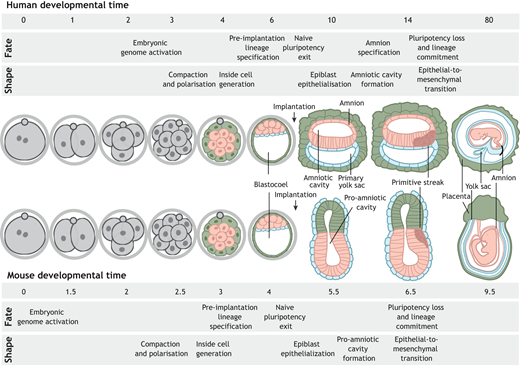 Human developmental time
0 1 2 3 4 6 10 14 80
Fate
Embryonic
genome activation
Pre-implantation
lineage
specification
Naive
pluripotency
exit
Amnion
specification
Pluripotency loss
and lineage
commitment
Shape
Compaction
and polarisation
Inside cell
generation
Epiblast
epithelialisation
Amniotic cavity
formation
Epithelial-to-
mesenchymal
transition
Implantation
Amnion
Amniotic
cavity
Primary
yolk sac
Blastocoel
Implantation
Pro-amniotic
cavity
Primitive streak
Placenta
Yolk sac
Amnion
Mouse developmental time
0 1.5 2 2.5 3 4 5.5 6.5 9.5
Fate
Embryonic
genome activation
Pre-implantation
lineage
specification
Naive
pluripotency
exit
Pluripotency loss
and lineage
commitment
Shape
Compaction
and polarisation
Inside cell
generation
Epiblast
epithelialization
Pro-amniotic
cavity
formation
Epithelial-to-
mesenchymal
transition